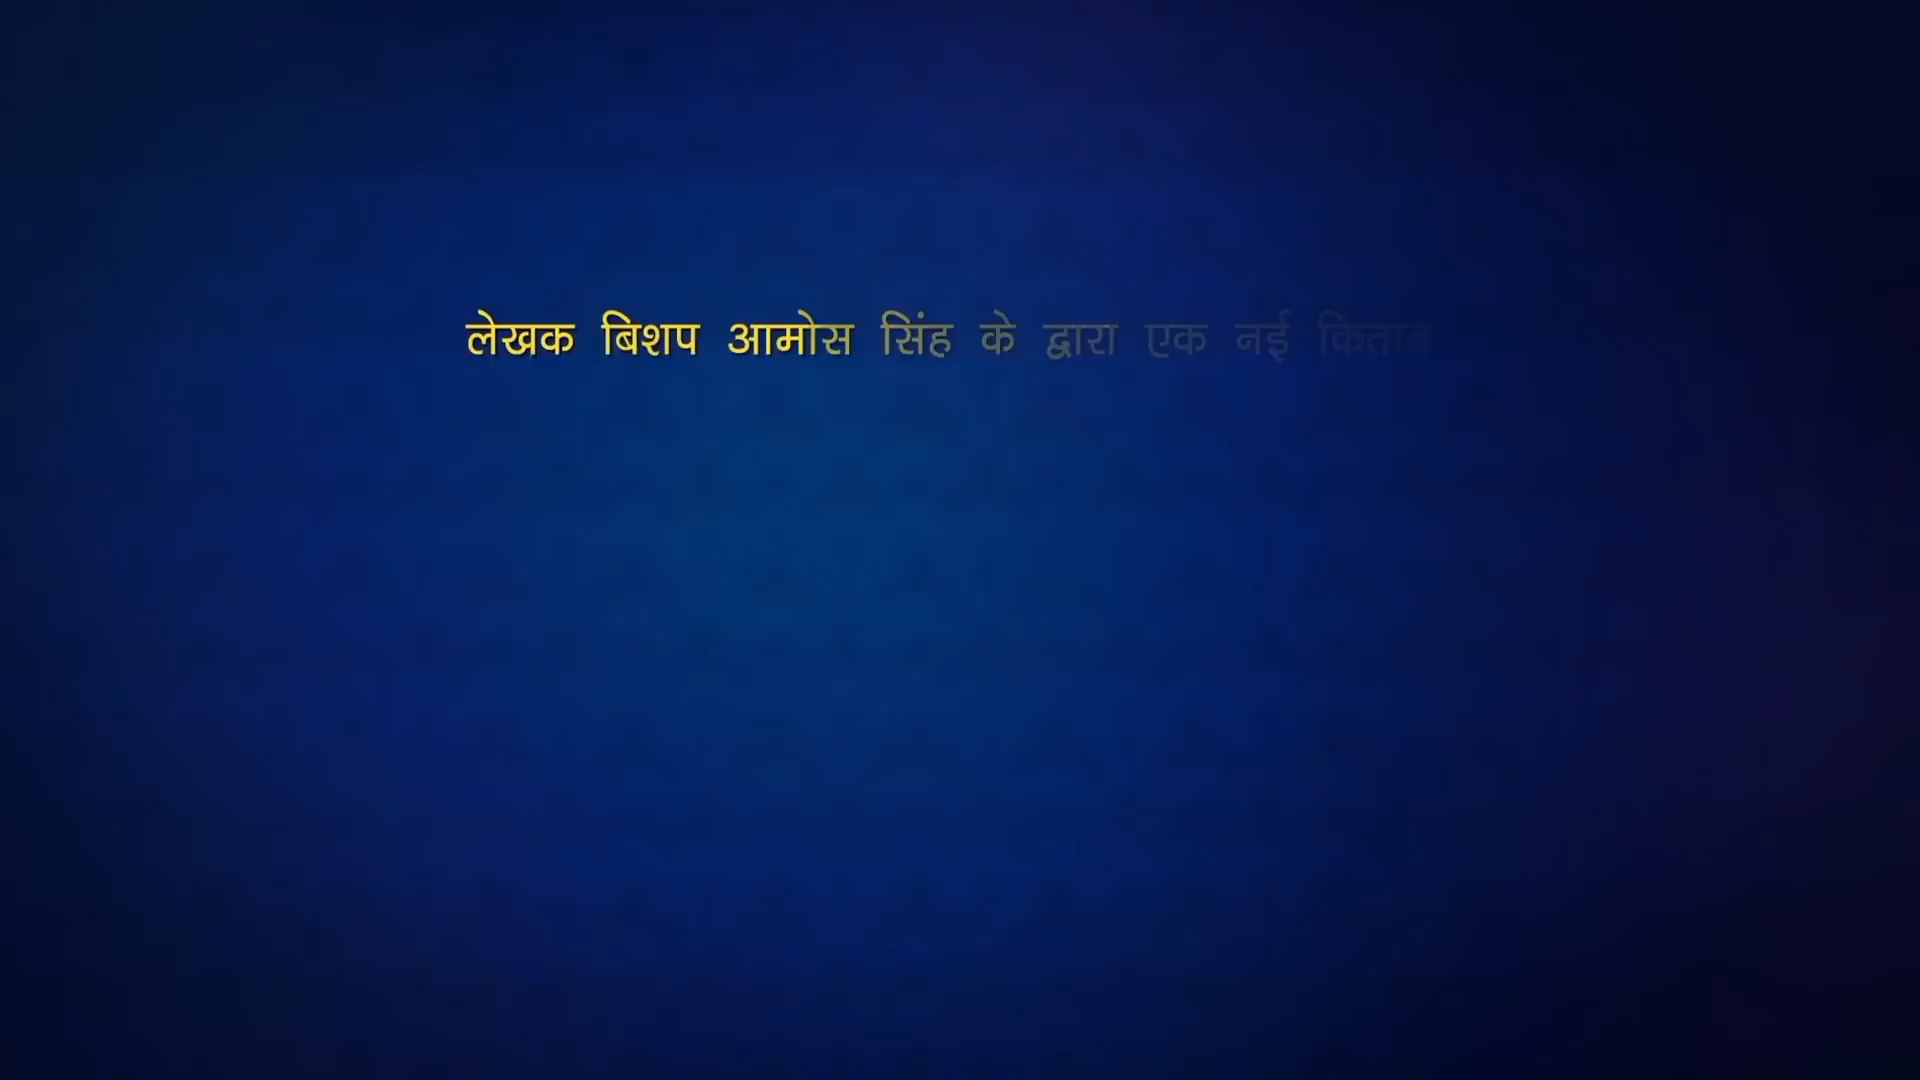 लेखक बिशप आमोस सिंह के द्वारा एक नई किताब